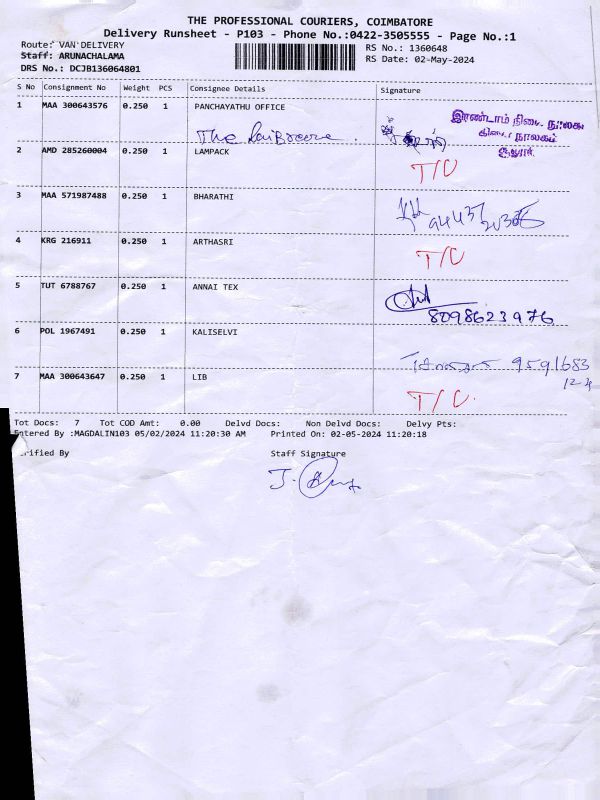 THE PROFESSIONAL COURIERS, COIMBATORE
Delivery Runsheet - P103 - Phone No.:0422-3505555 - Page No.:1
Route: VAN DELIVERY
Staff: ARUNACHALAMA
DRS No.: DCJB136064801
RS No.: 1360648
RS Date: 02-May-2024
S No Consignment No Weight PCS Consignee Details Signature
1 MAA 300643576 0.250 1 PANCHAYATHU OFFICE
The
இரண்டாம் நிலை நூலகர்
கிளை நூலகம்
2 AMD 285260004 0.250 1 LAMPACK
T/C
3 MAA 571987488 0.250 1 BHARATHI
4 KRG 216911 0.250 1 ARTHASRI
T/C
5 TUT 6788767 0.250 1 ANNAI TEX
8098623976
6 POL 1967491 0.250 1 KALISELVI
9591683
7 MAA 300643647 0.250 1 LIB
T/C.
Tot Docs: 7 Tot COD Amt: 0.00 Delvd Docs: Non Delvd Docs: Delvy Pts:
Entered By :MAGDALIN103 05/02/2024 11:20:30 AM Printed On: 02-05-2024 11:20:18
rified By Staff Signature